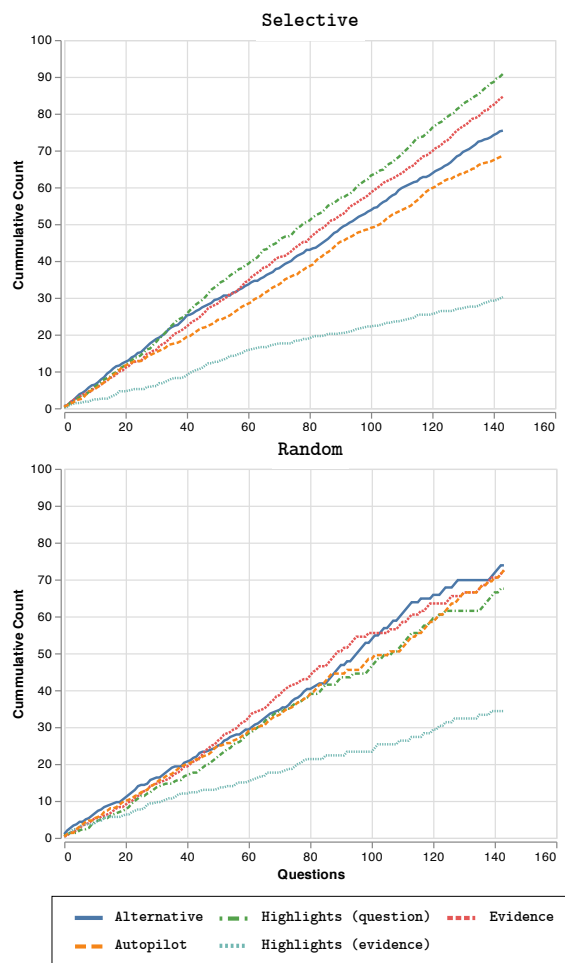 Selective
100
90
80
70
60
50
40
30
20
10
0
Cummulative Count
0 20 40 60 80 100 120 140 160
Random
100
90
80
70
60
50
40
30
20
10
0
Cummulative Count
0 20 40 60 80 100 120 140 160
Questions
Alternative Highlights (question) Evidence
Autopilot Highlights (evidence)